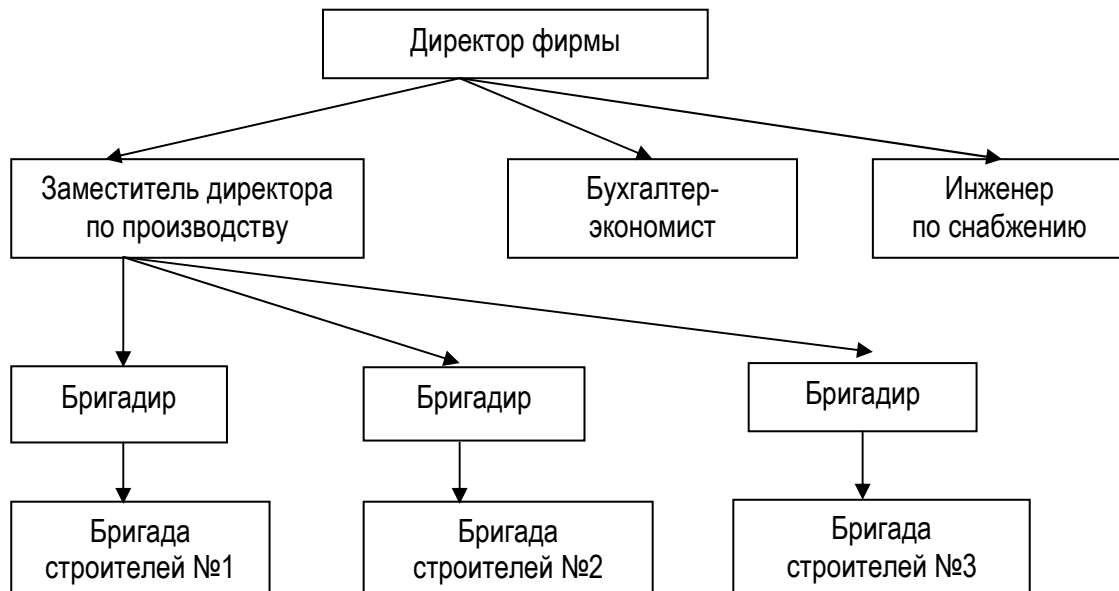 Директор фирмы
Заместитель директора
по производству
Бухгалтер-
экономист
Инженер
по снабжению
Бригадир
Бригадир
Бригадир
Бригада
строителей №1
Бригада
строителей №2
Бригада
строителей №3